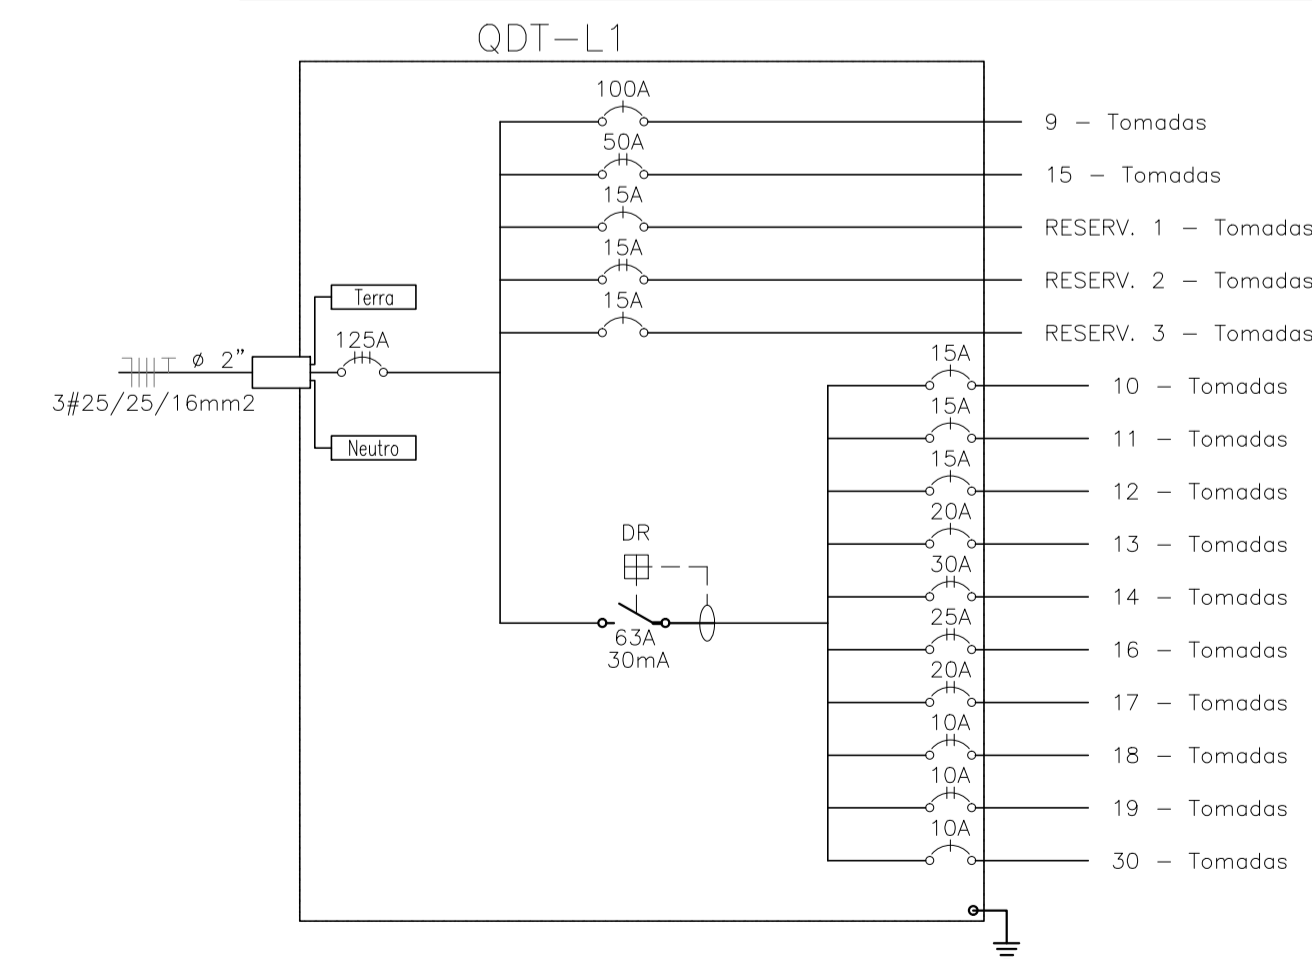 QDT-L1
100A
9 - Tomadas
50A
15 - Tomadas
15A
RESERV. 1 - Tomadas
15A
RESERV. 2 - Tomadas
15A
RESERV. 3 - Tomadas
Terra
125A
ø 2"
3#25/25/16mm2
Neutro
15A
10 - Tomadas
15A
11 - Tomadas
15A
12 - Tomadas
20A
13 - Tomadas
30A
14 - Tomadas
DR
63A
30mA
25A
16 - Tomadas
20A
17 - Tomadas
10A
18 - Tomadas
10A
19 - Tomadas
10A
30 - Tomadas